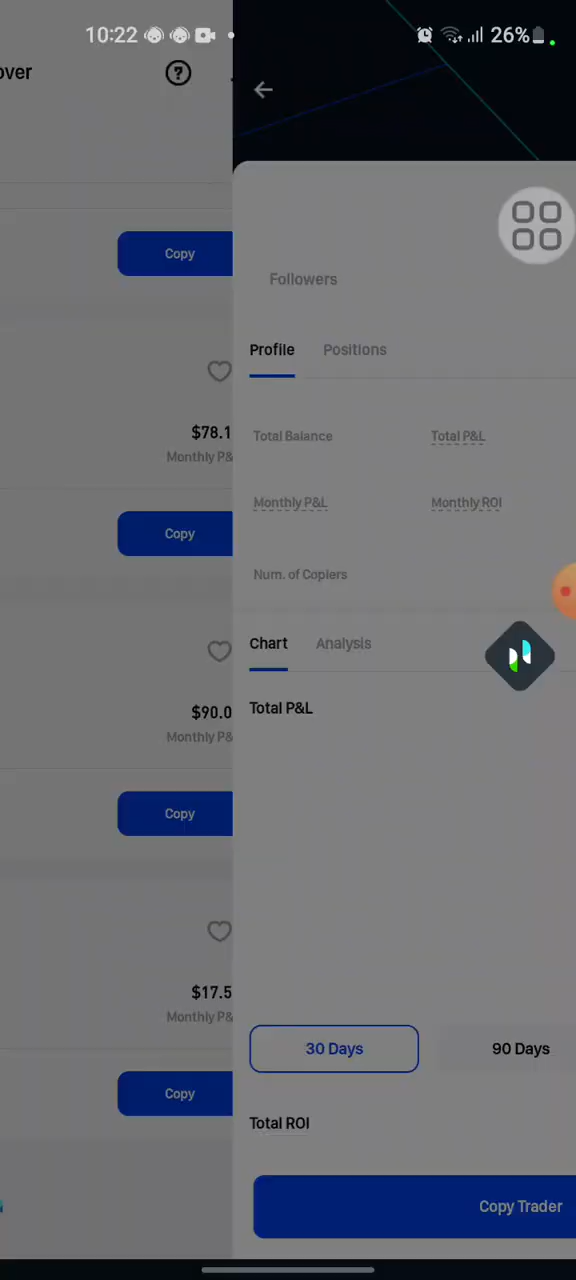 10:22
26%
over
Copy
$78.1
Monthly P&
Copy
$90.0
Monthly P&
Copy
$17.5
Monthly P&
Copy
Followers
Profile Positions
Total Balance Total P&L
Monthly P&L Monthly ROI
Num. of Copiers
Chart Analysis
Total P&L
30 Days 90 Days
Total ROI
Copy Trader